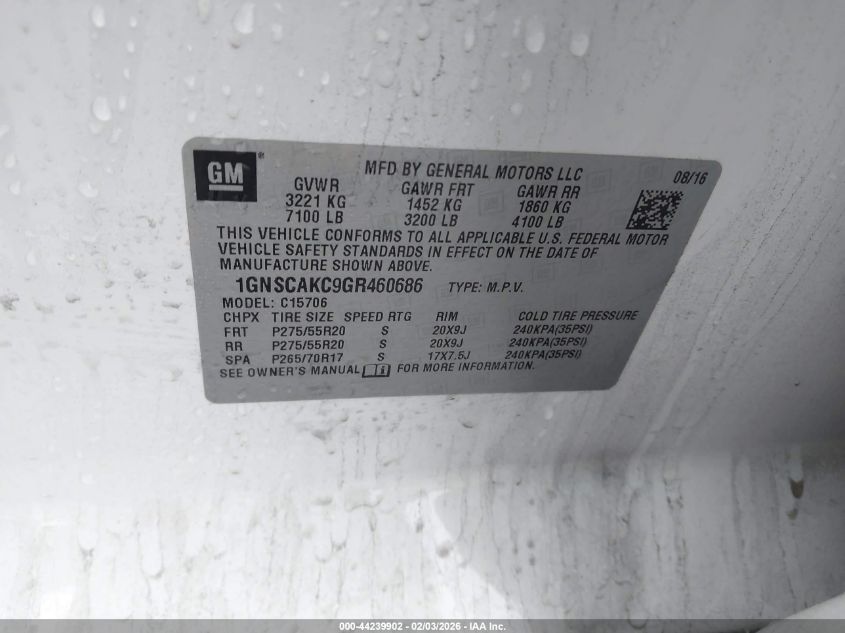 GM ®
MFD BY GENERAL MOTORS LLC 08/16
GVWR GAWR FRT GAWR RR
3221 KG 1452 KG 1860 KG
7100 LB 3200 LB 4100 LB
THIS VEHICLE CONFORMS TO ALL APPLICABLE U.S. FEDERAL MOTOR
VEHICLE SAFETY STANDARDS IN EFFECT ON THE DATE OF
MANUFACTURE SHOWN ABOVE.
1GNSCAKC9GR460686 TYPE: M.P.V.
MODEL: C15706
CHPX TIRE SIZE SPEED RTG RIM COLD TIRE PRESSURE
FRT P275/55R20 S 20X9J 240KPA(35PSI)
RR P275/55R20 S 20X9J 240KPA(35PSI)
SPA P265/70R17 S 17X7.5J 240KPA(35PSI)
SEE OWNER'S MANUAL i FOR MORE INFORMATION.
000-44239902 - 02/03/2026 - IAA Inc.